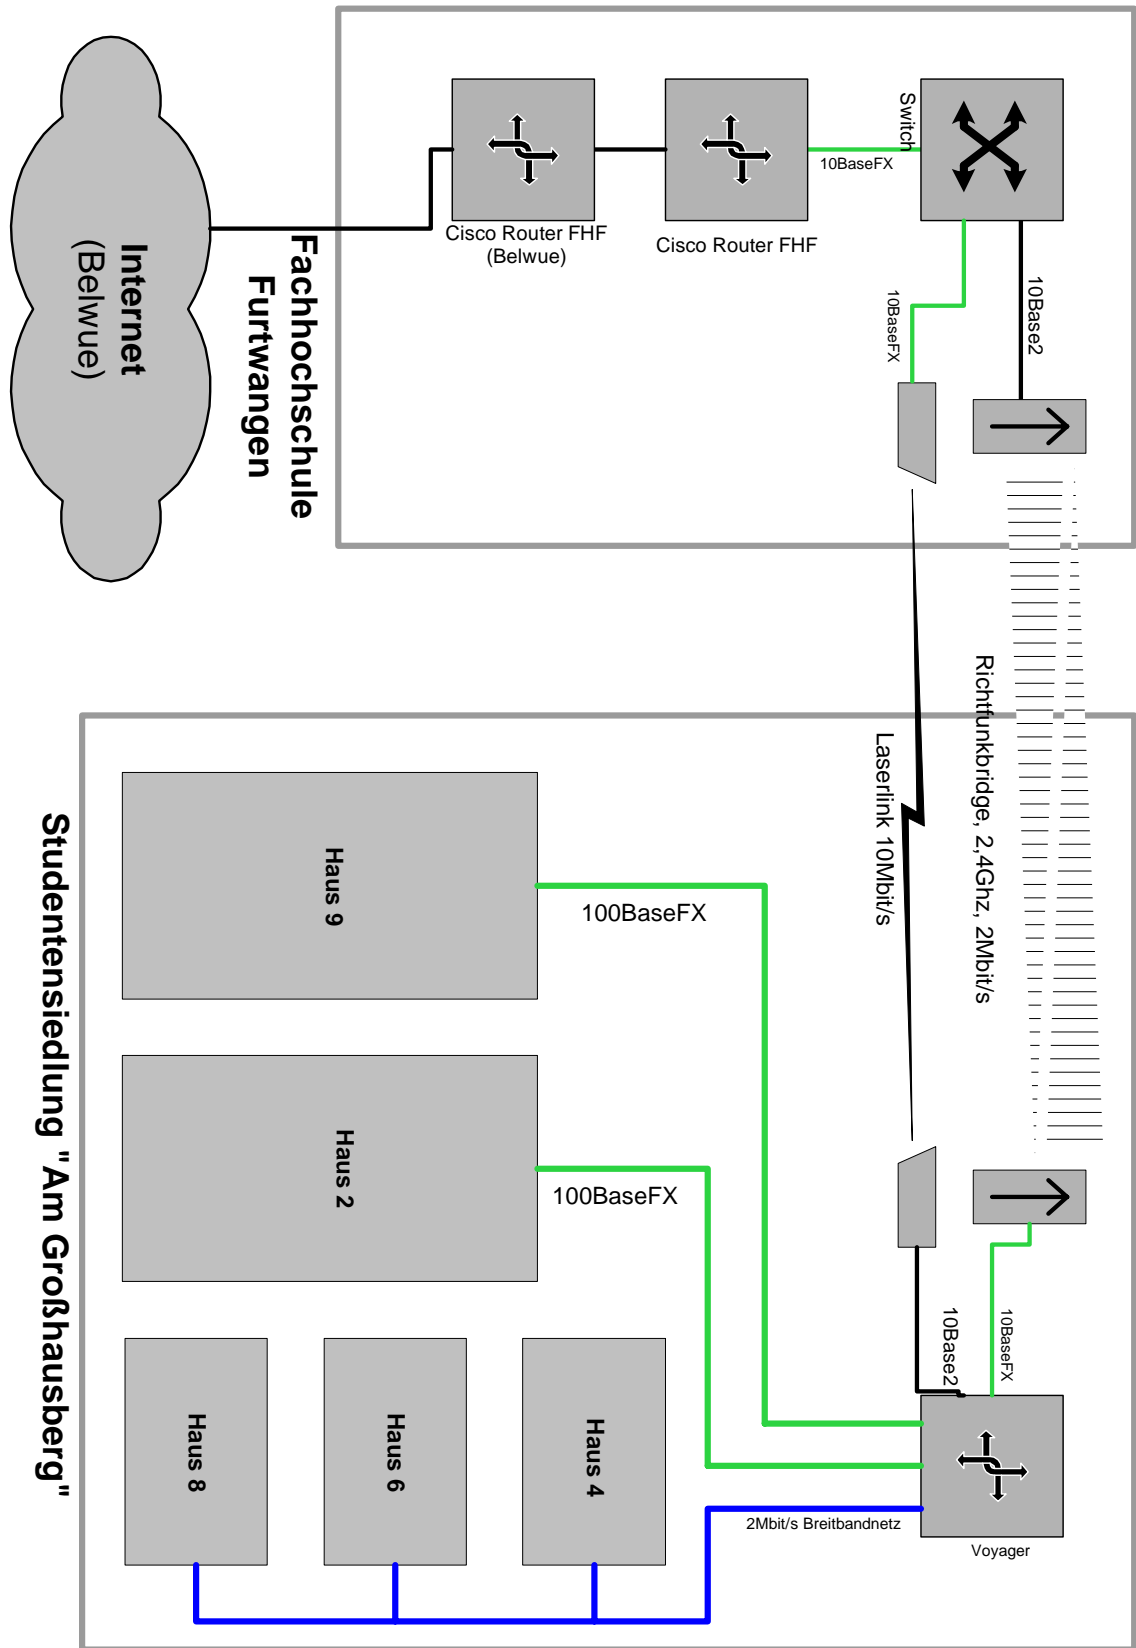 Switch
10BaseFX
Cisco Router FHF
(Belwue)
Cisco Router FHF
Internet
(Belwue)
Fachhochschule
Furtwangen
10BaseFX
10Base2
Richtfunkbridge, 2,4Ghz, 2Mbit/s
Laserlink 10Mbit/s
Haus 9
100BaseFX
Haus 2
100BaseFX
Studentensiedlung "Am Großhausberg"
Haus 8
Haus 6
Haus 4
10Base2
10BaseFX
2Mbit/s Breitbandnetz
Voyager